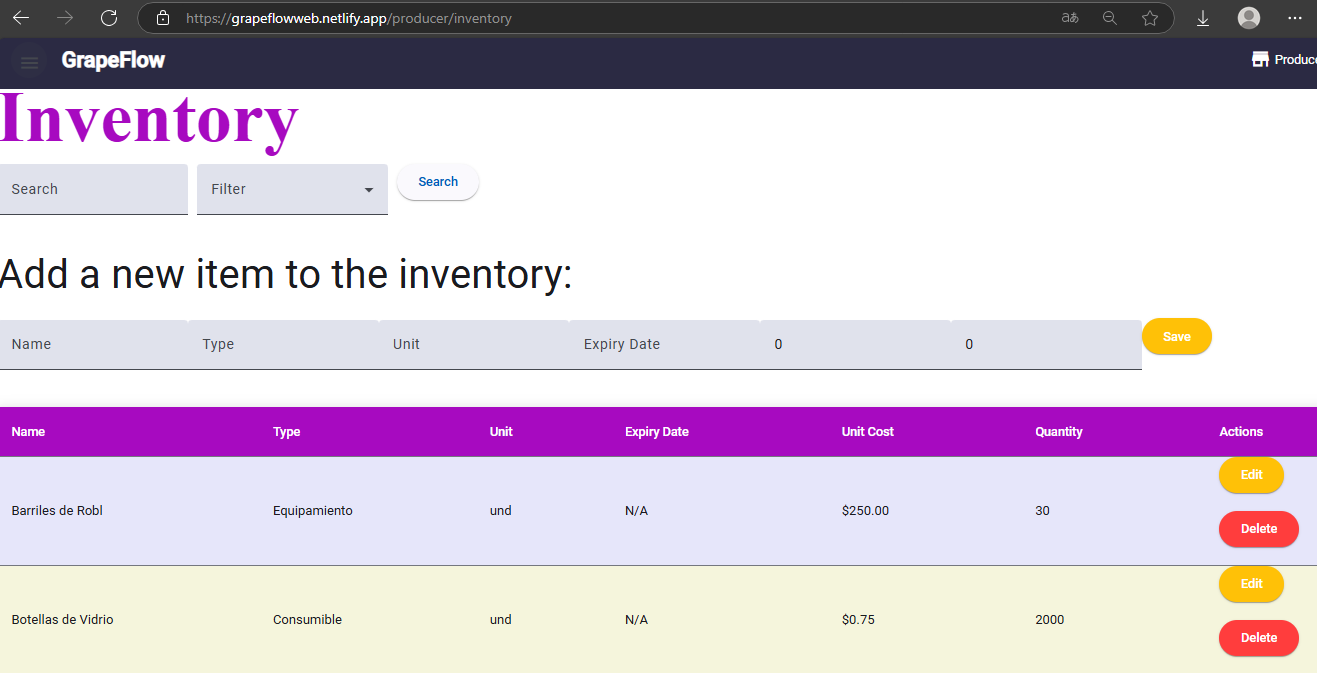 https://grapeflowweb.netlify.app/producer/inventory
GrapeFlow
Inventory
Search Filter Search
Add a new item to the inventory:
Name Type Unit Expiry Date 0 0 Save
Name Type Unit Expiry Date Unit Cost Quantity Actions
Barriles de Robl Equipamiento und N/A $250.00 30 Edit
Delete
Botellas de Vidrio Consumible und N/A $0.75 2000 Edit
Delete